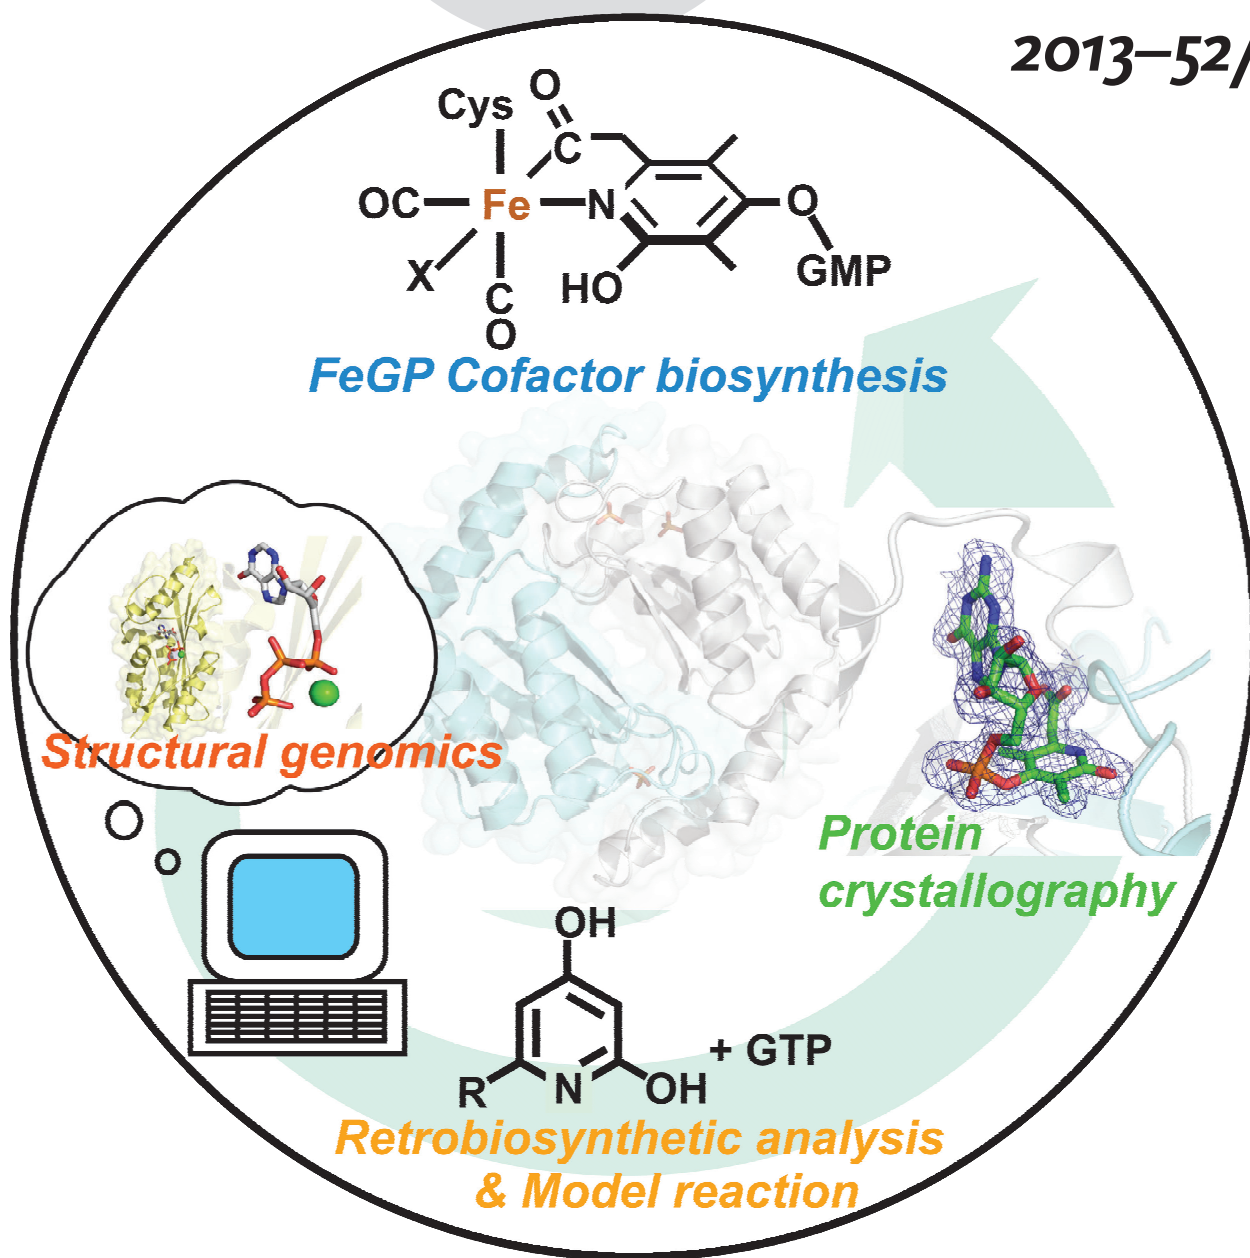 2013–52/
O
Cys
C
OC
Fe
N
O
X
HO
GMP
C
O
FeGP Cofactor biosynthesis
Structural genomics
Protein
crystallography
OH
+ GTP
R
N
OH
Retrobiosynthetic analysis
& Model reaction